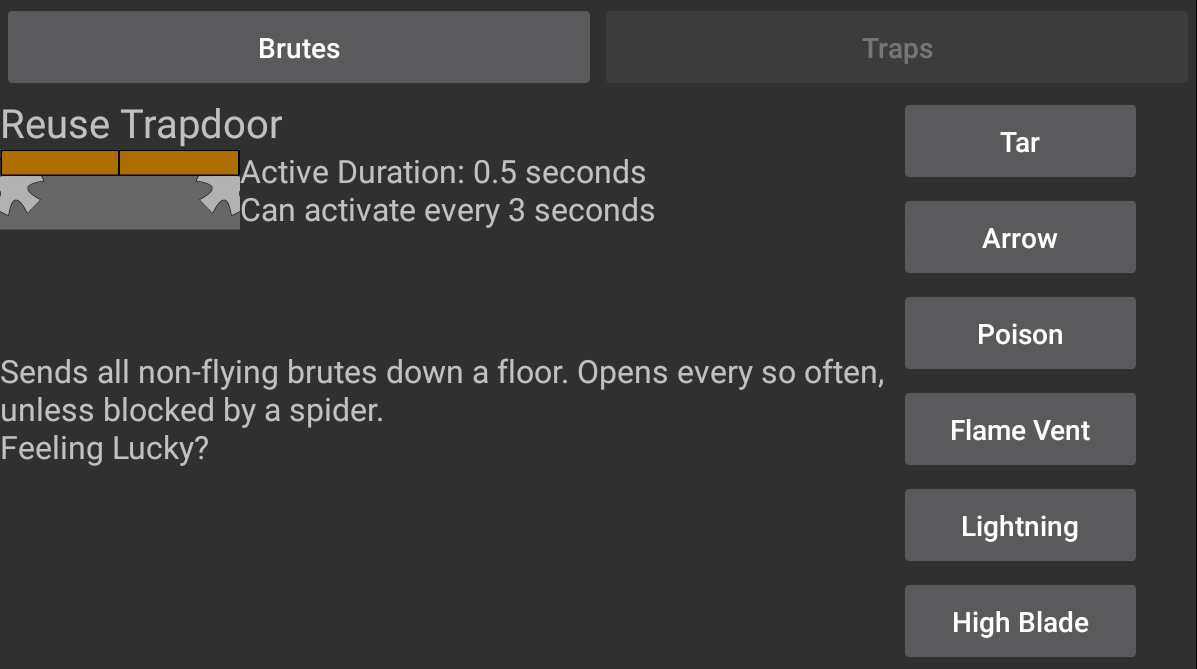 Brutes
Traps
Reuse Trapdoor
Active Duration: 0.5 seconds
Can activate every 3 seconds
Sends all non-flying brutes down a floor. Opens every so often,
unless blocked by a spider.
Feeling Lucky?
Tar
Arrow
Poison
Flame Vent
Lightning
High Blade